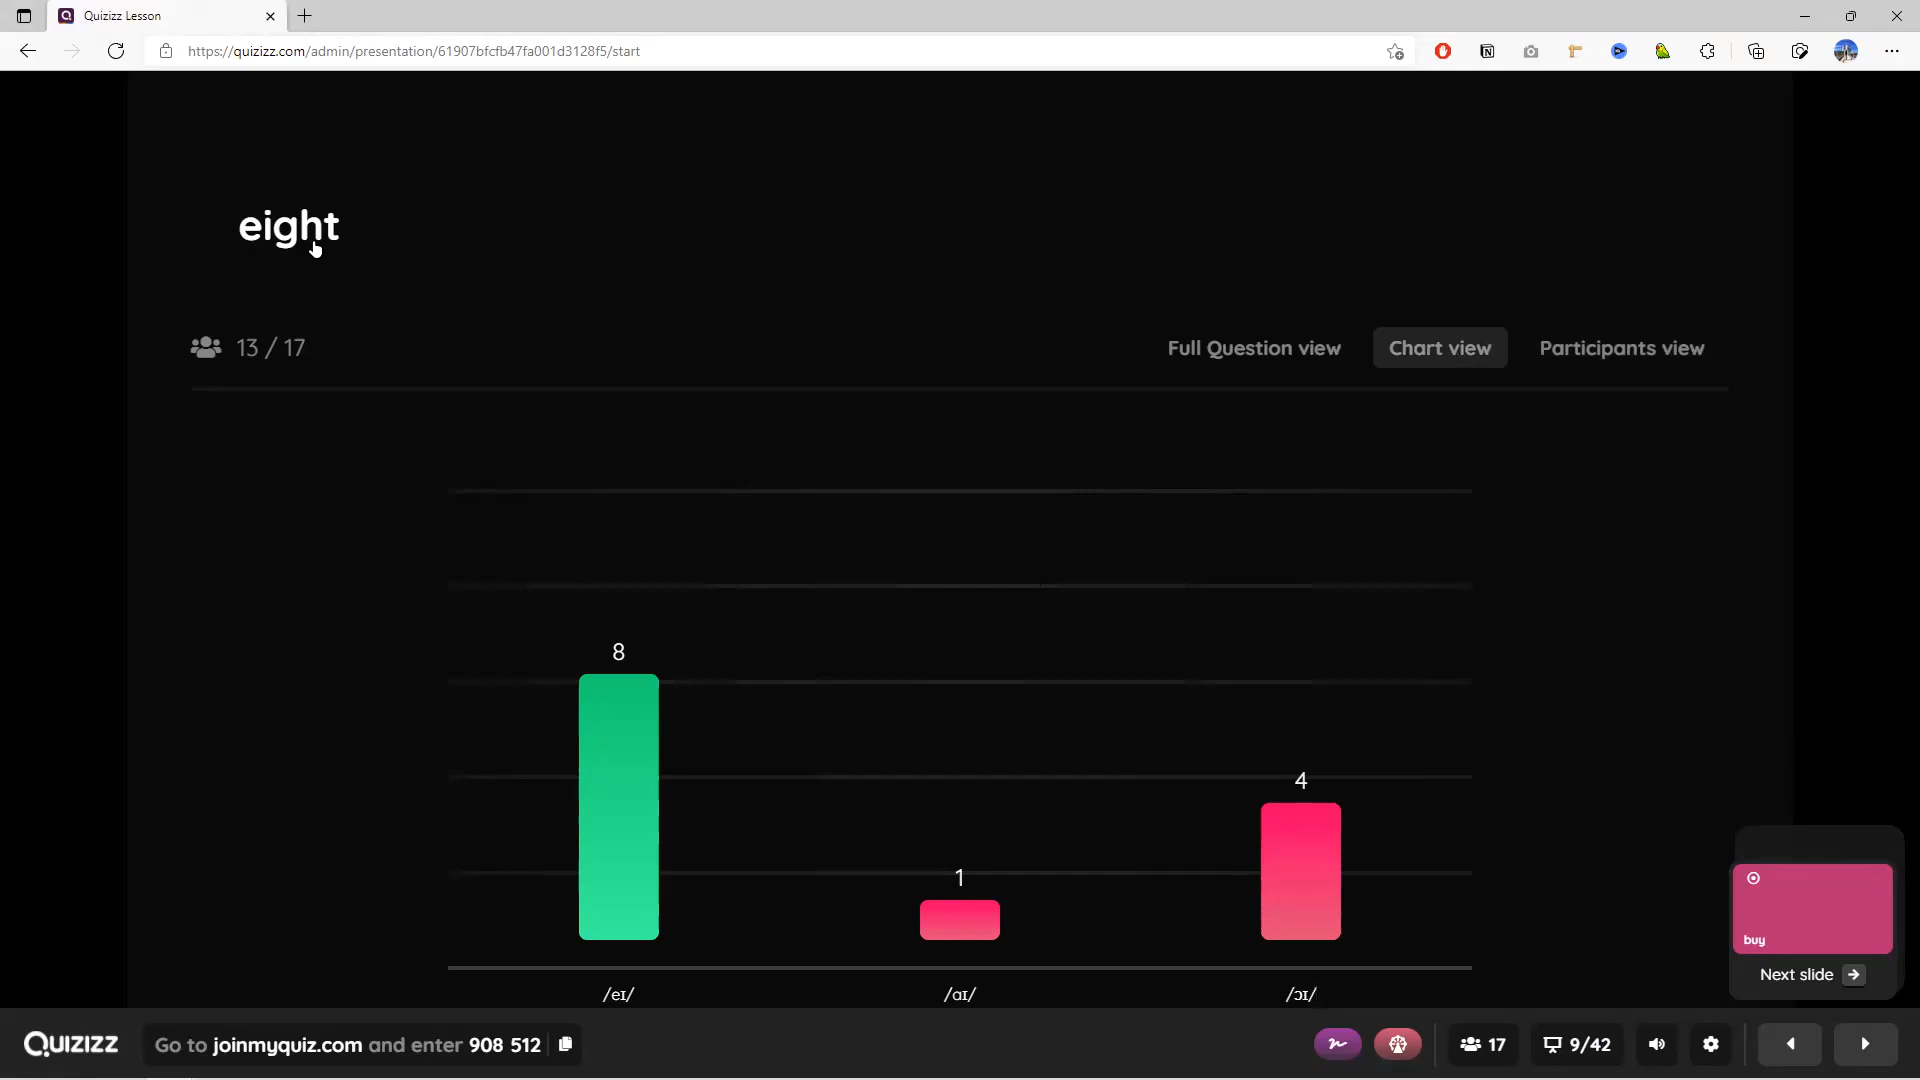 Quizizz Lesson
https://quizizz.com/admin/presentation/61907bfcfb47fa001d3128f5/start
eight
13 / 17
Full Question view
Chart view
Participants view
8
1
4
/eɪ/
/ɑɪ/
/ɔɪ/
buy
Next slide
QUIZIZZ
Go to joinmyquiz.com and enter 908 512
17
9/42